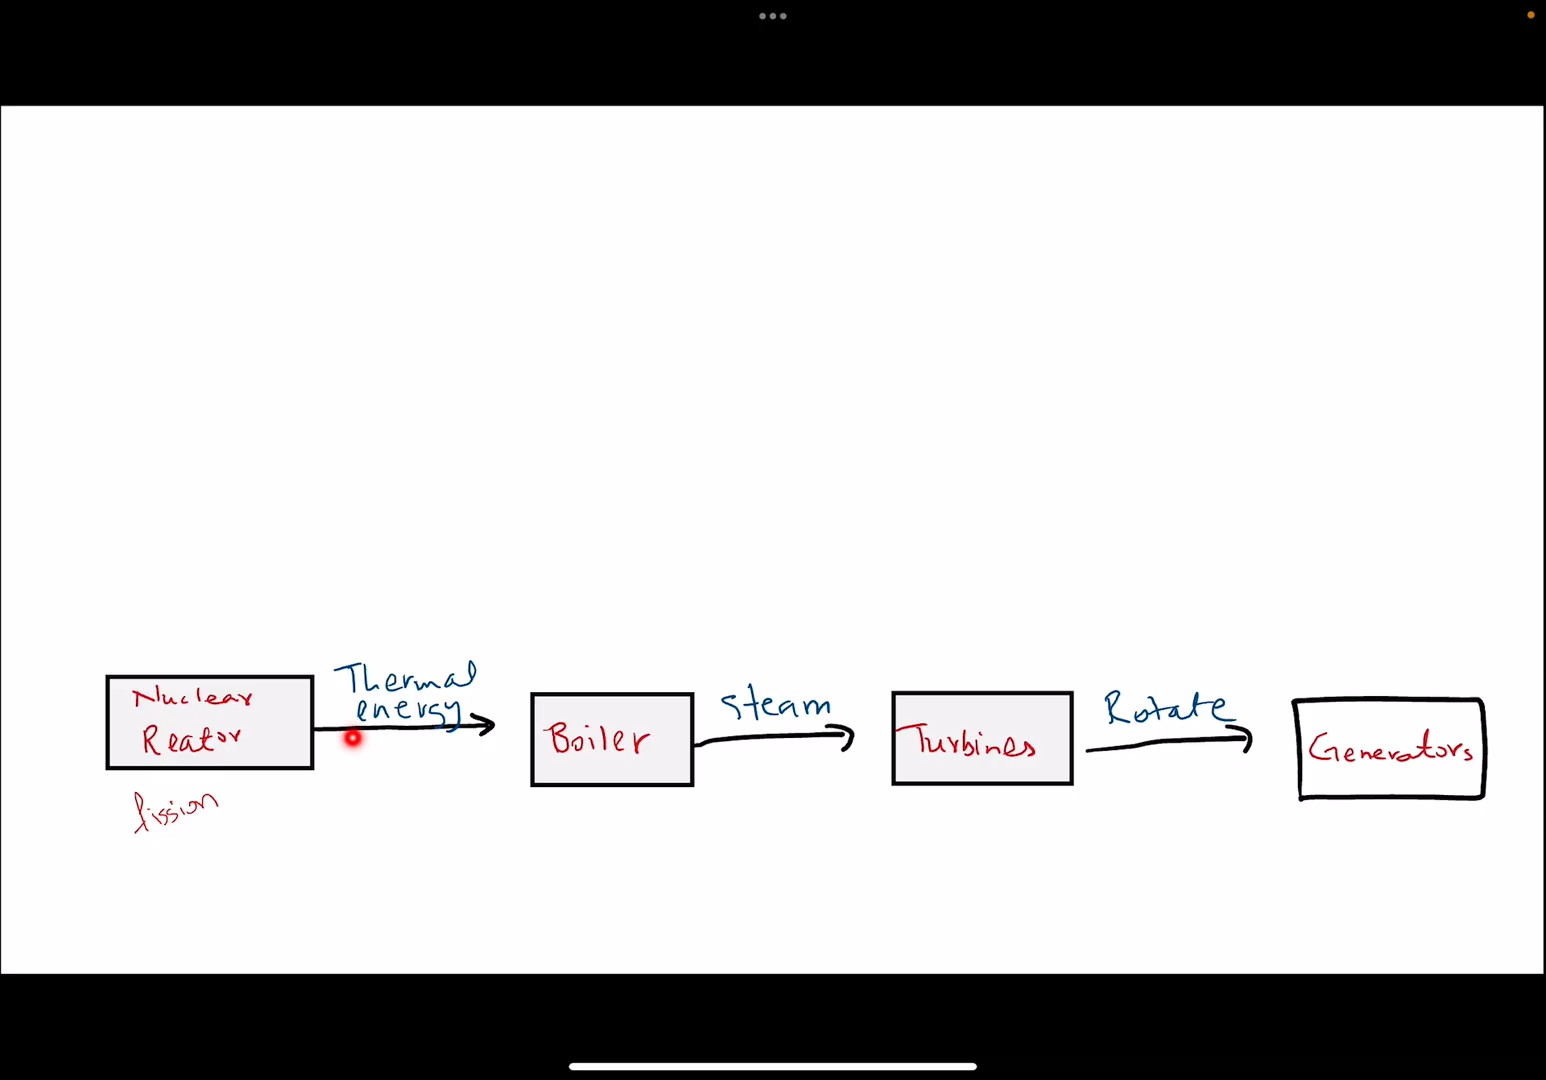 Nuclear
Reator
fission
Thermal
energy
Boiler
steam
Turbines
Rotate
Generators